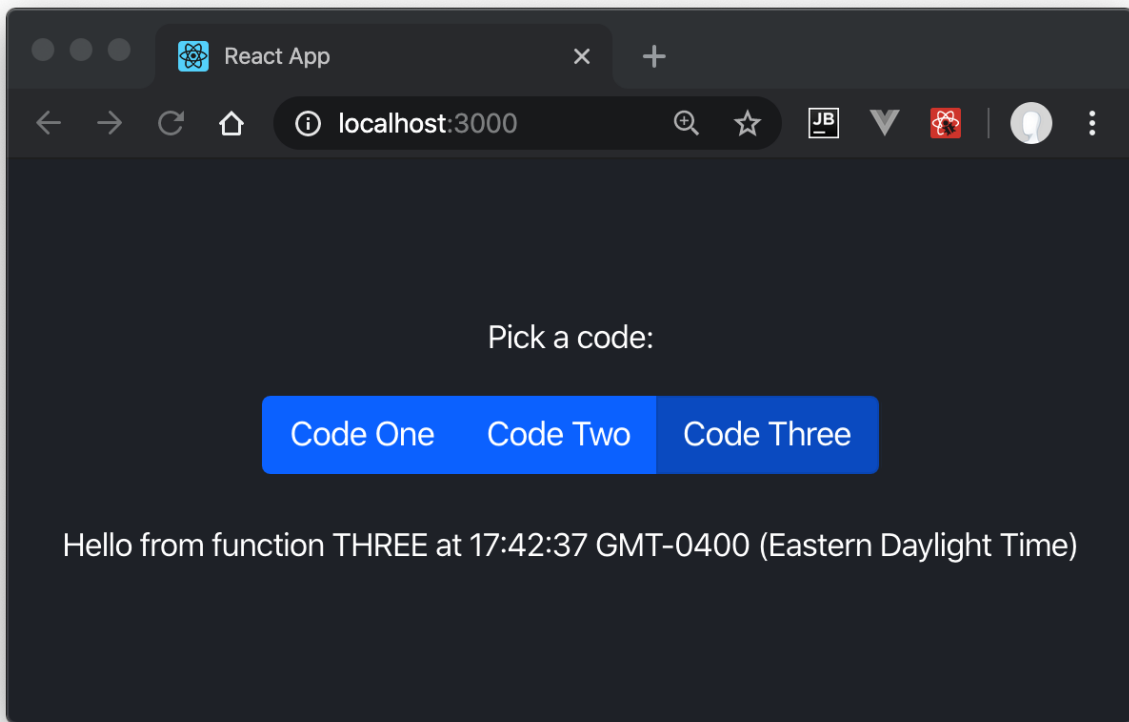 React App
localhost:3000
JB
Pick a code:
Code One Code Two Code Three
Hello from function THREE at 17:42:37 GMT-0400 (Eastern Daylight Time)